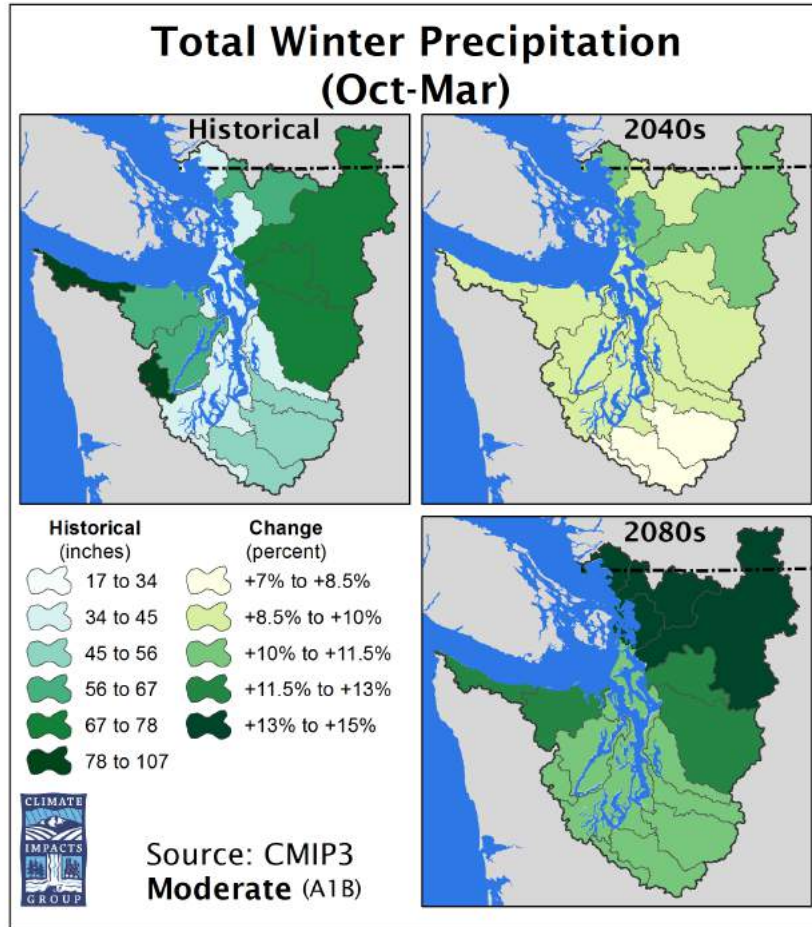 Total Winter Precipitation
(Oct-Mar)
Historical
2040s
Historical
(inches)
17 to 34
34 to 45
45 to 56
56 to 67
67 to 78
78 to 107
Change
(percent)
+7% to +8.5%
+8.5% to +10%
+10% to +11.5%
+11.5% to +13%
+13% to +15%
2080s
CLIMATE
IMPACTS
GROUP
Source: CMIP3
Moderate (A1B)